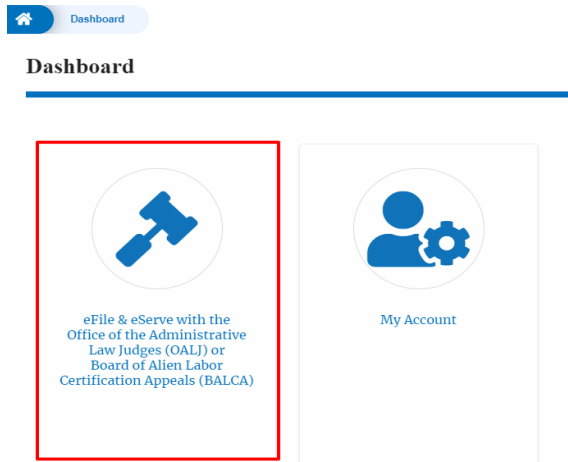 Dashboard
Dashboard
eFile & eServe with the
Office of the Administrative
Law Judges (OALJ) or
Board of Alien Labor
Certification Appeals (BALCA)
My Account